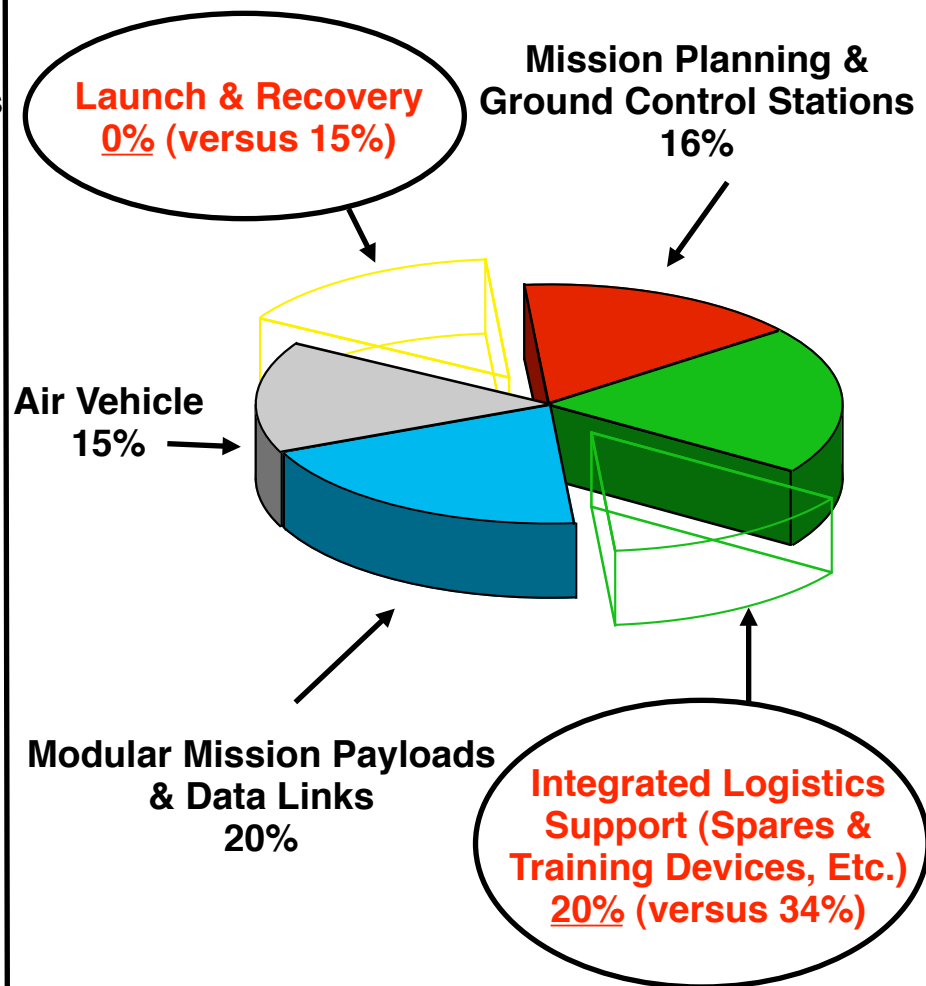 Launch & Recovery
0% (versus 15%)
Mission Planning &
Ground Control Stations
16%
Air Vehicle
15%
Modular Mission Payloads
& Data Links
20%
Integrated Logistics
Support (Spares &
Training Devices, Etc.)
20% (versus 34%)